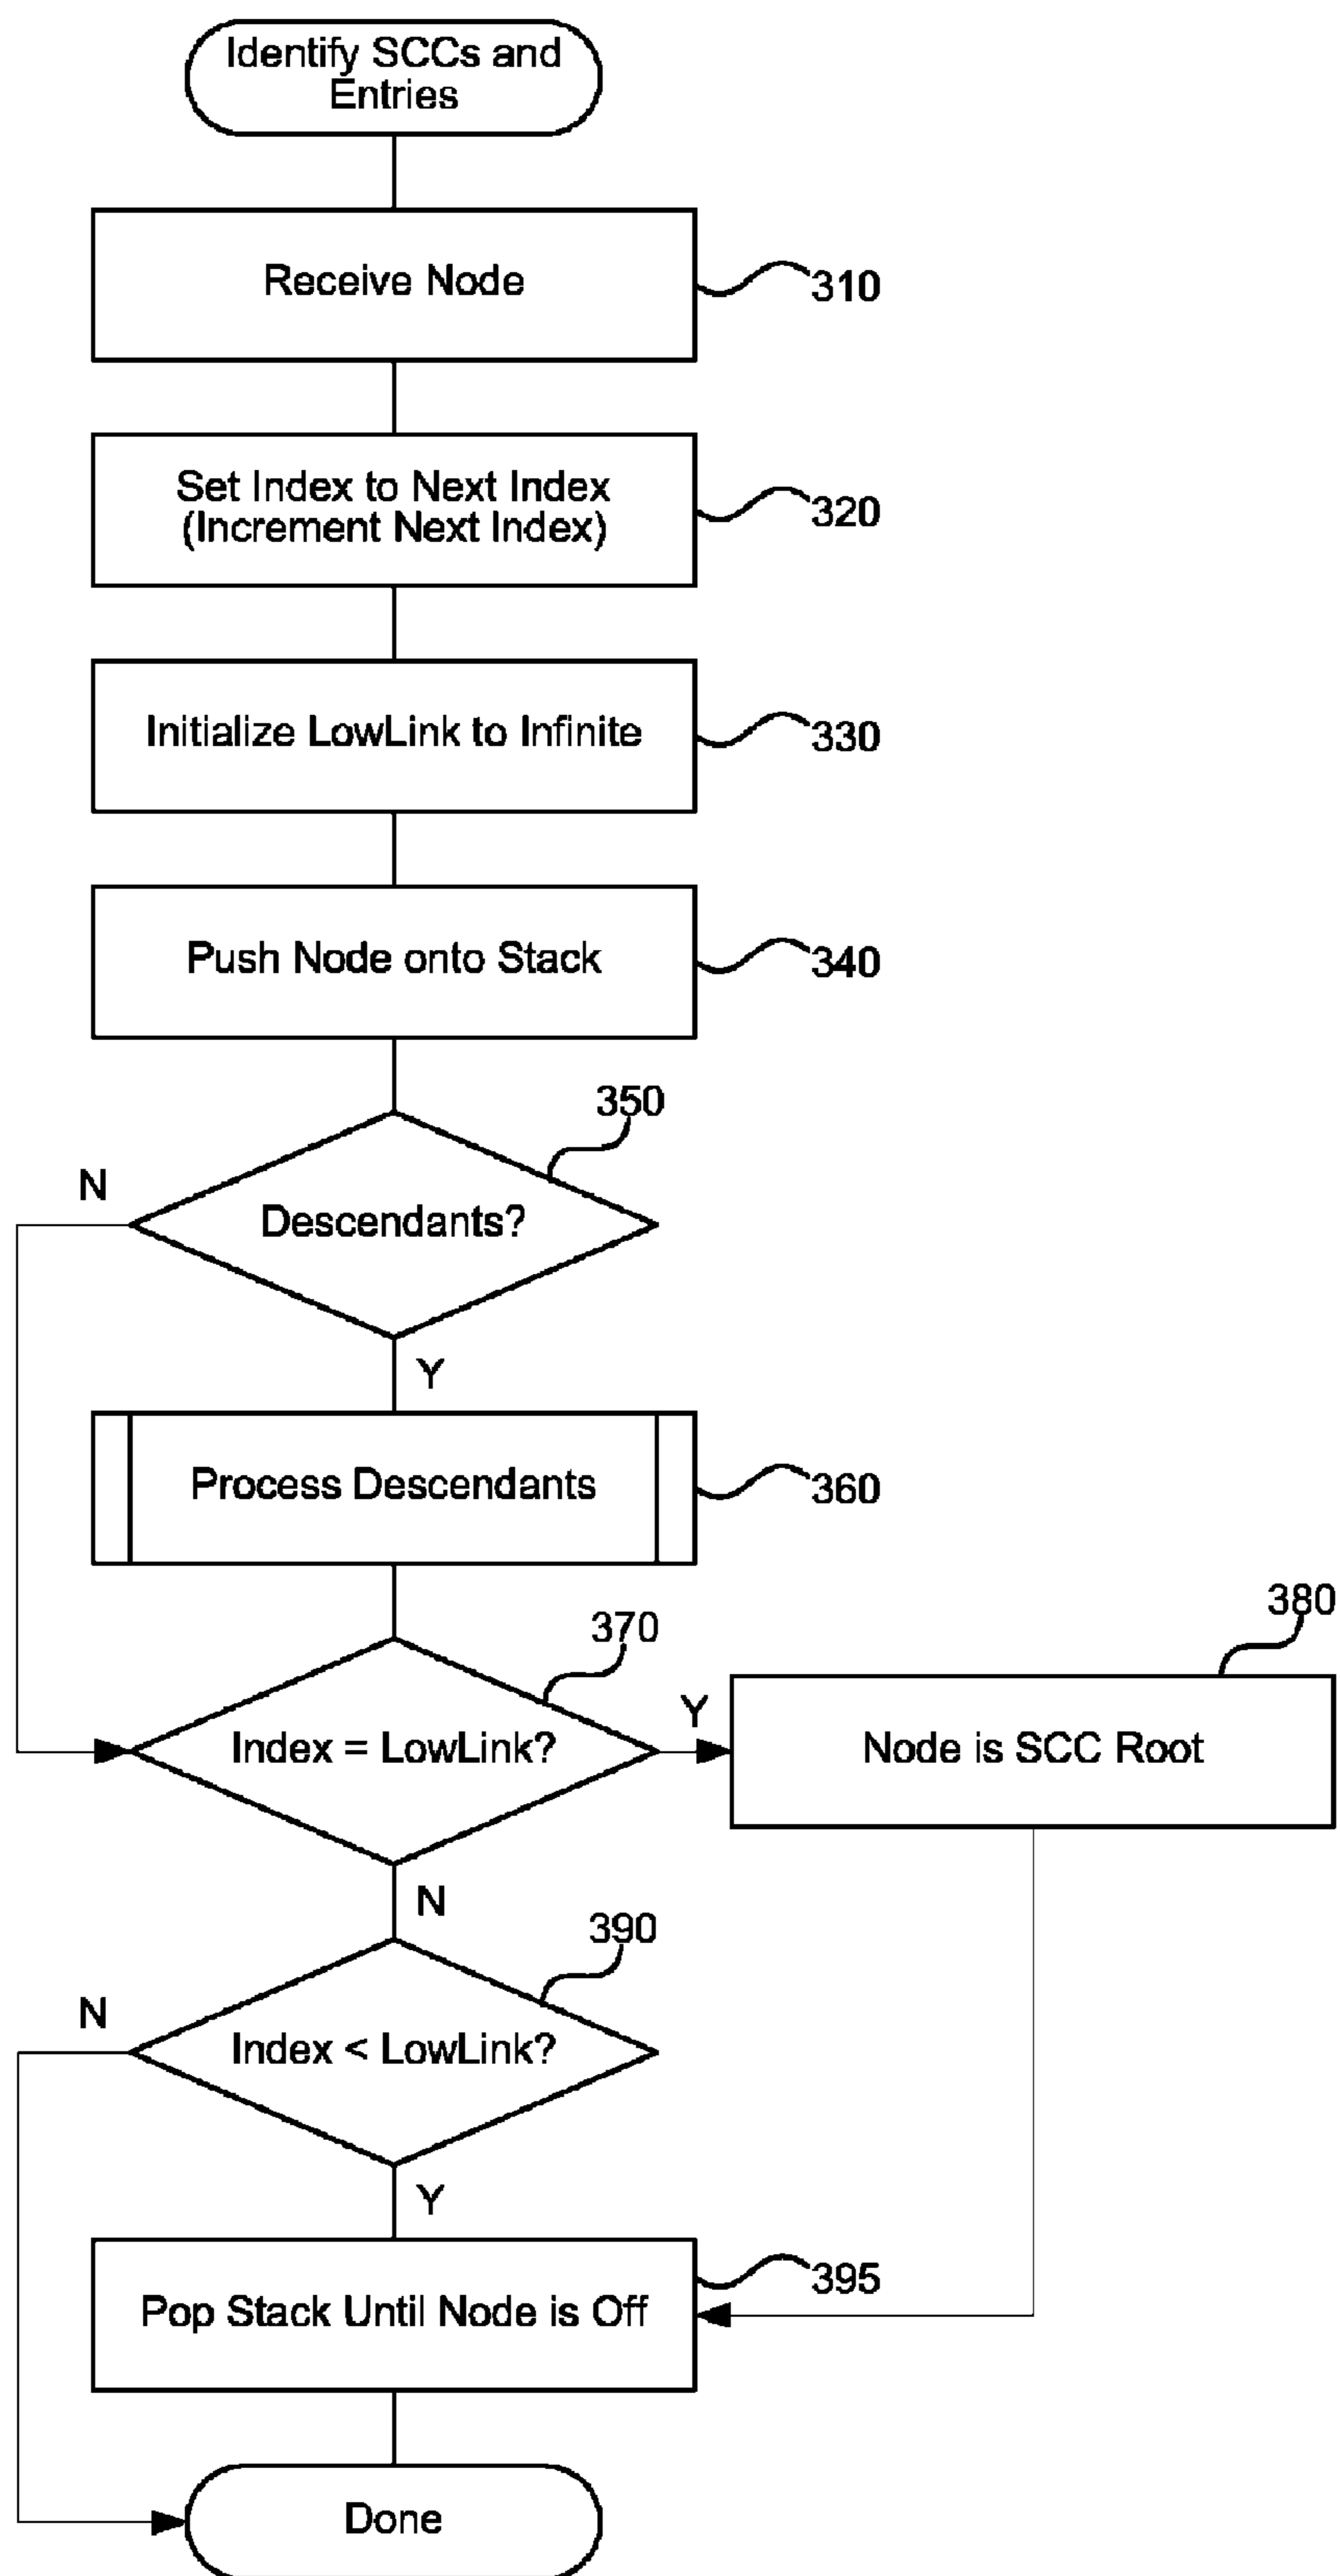 Identify SCCs and
Entries
Receive Node
310
Set Index to Next Index
(Increment Next Index)
320
Initialize LowLink to Infinite
330
Push Node onto Stack
340
350
N
Descendants?
Y
Process Descendants
360
370
380
Index = LowLink?
Y
Node is SCC Root
N
390
N
Index < LowLink?
Y
Pop Stack Until Node is Off
395
Done